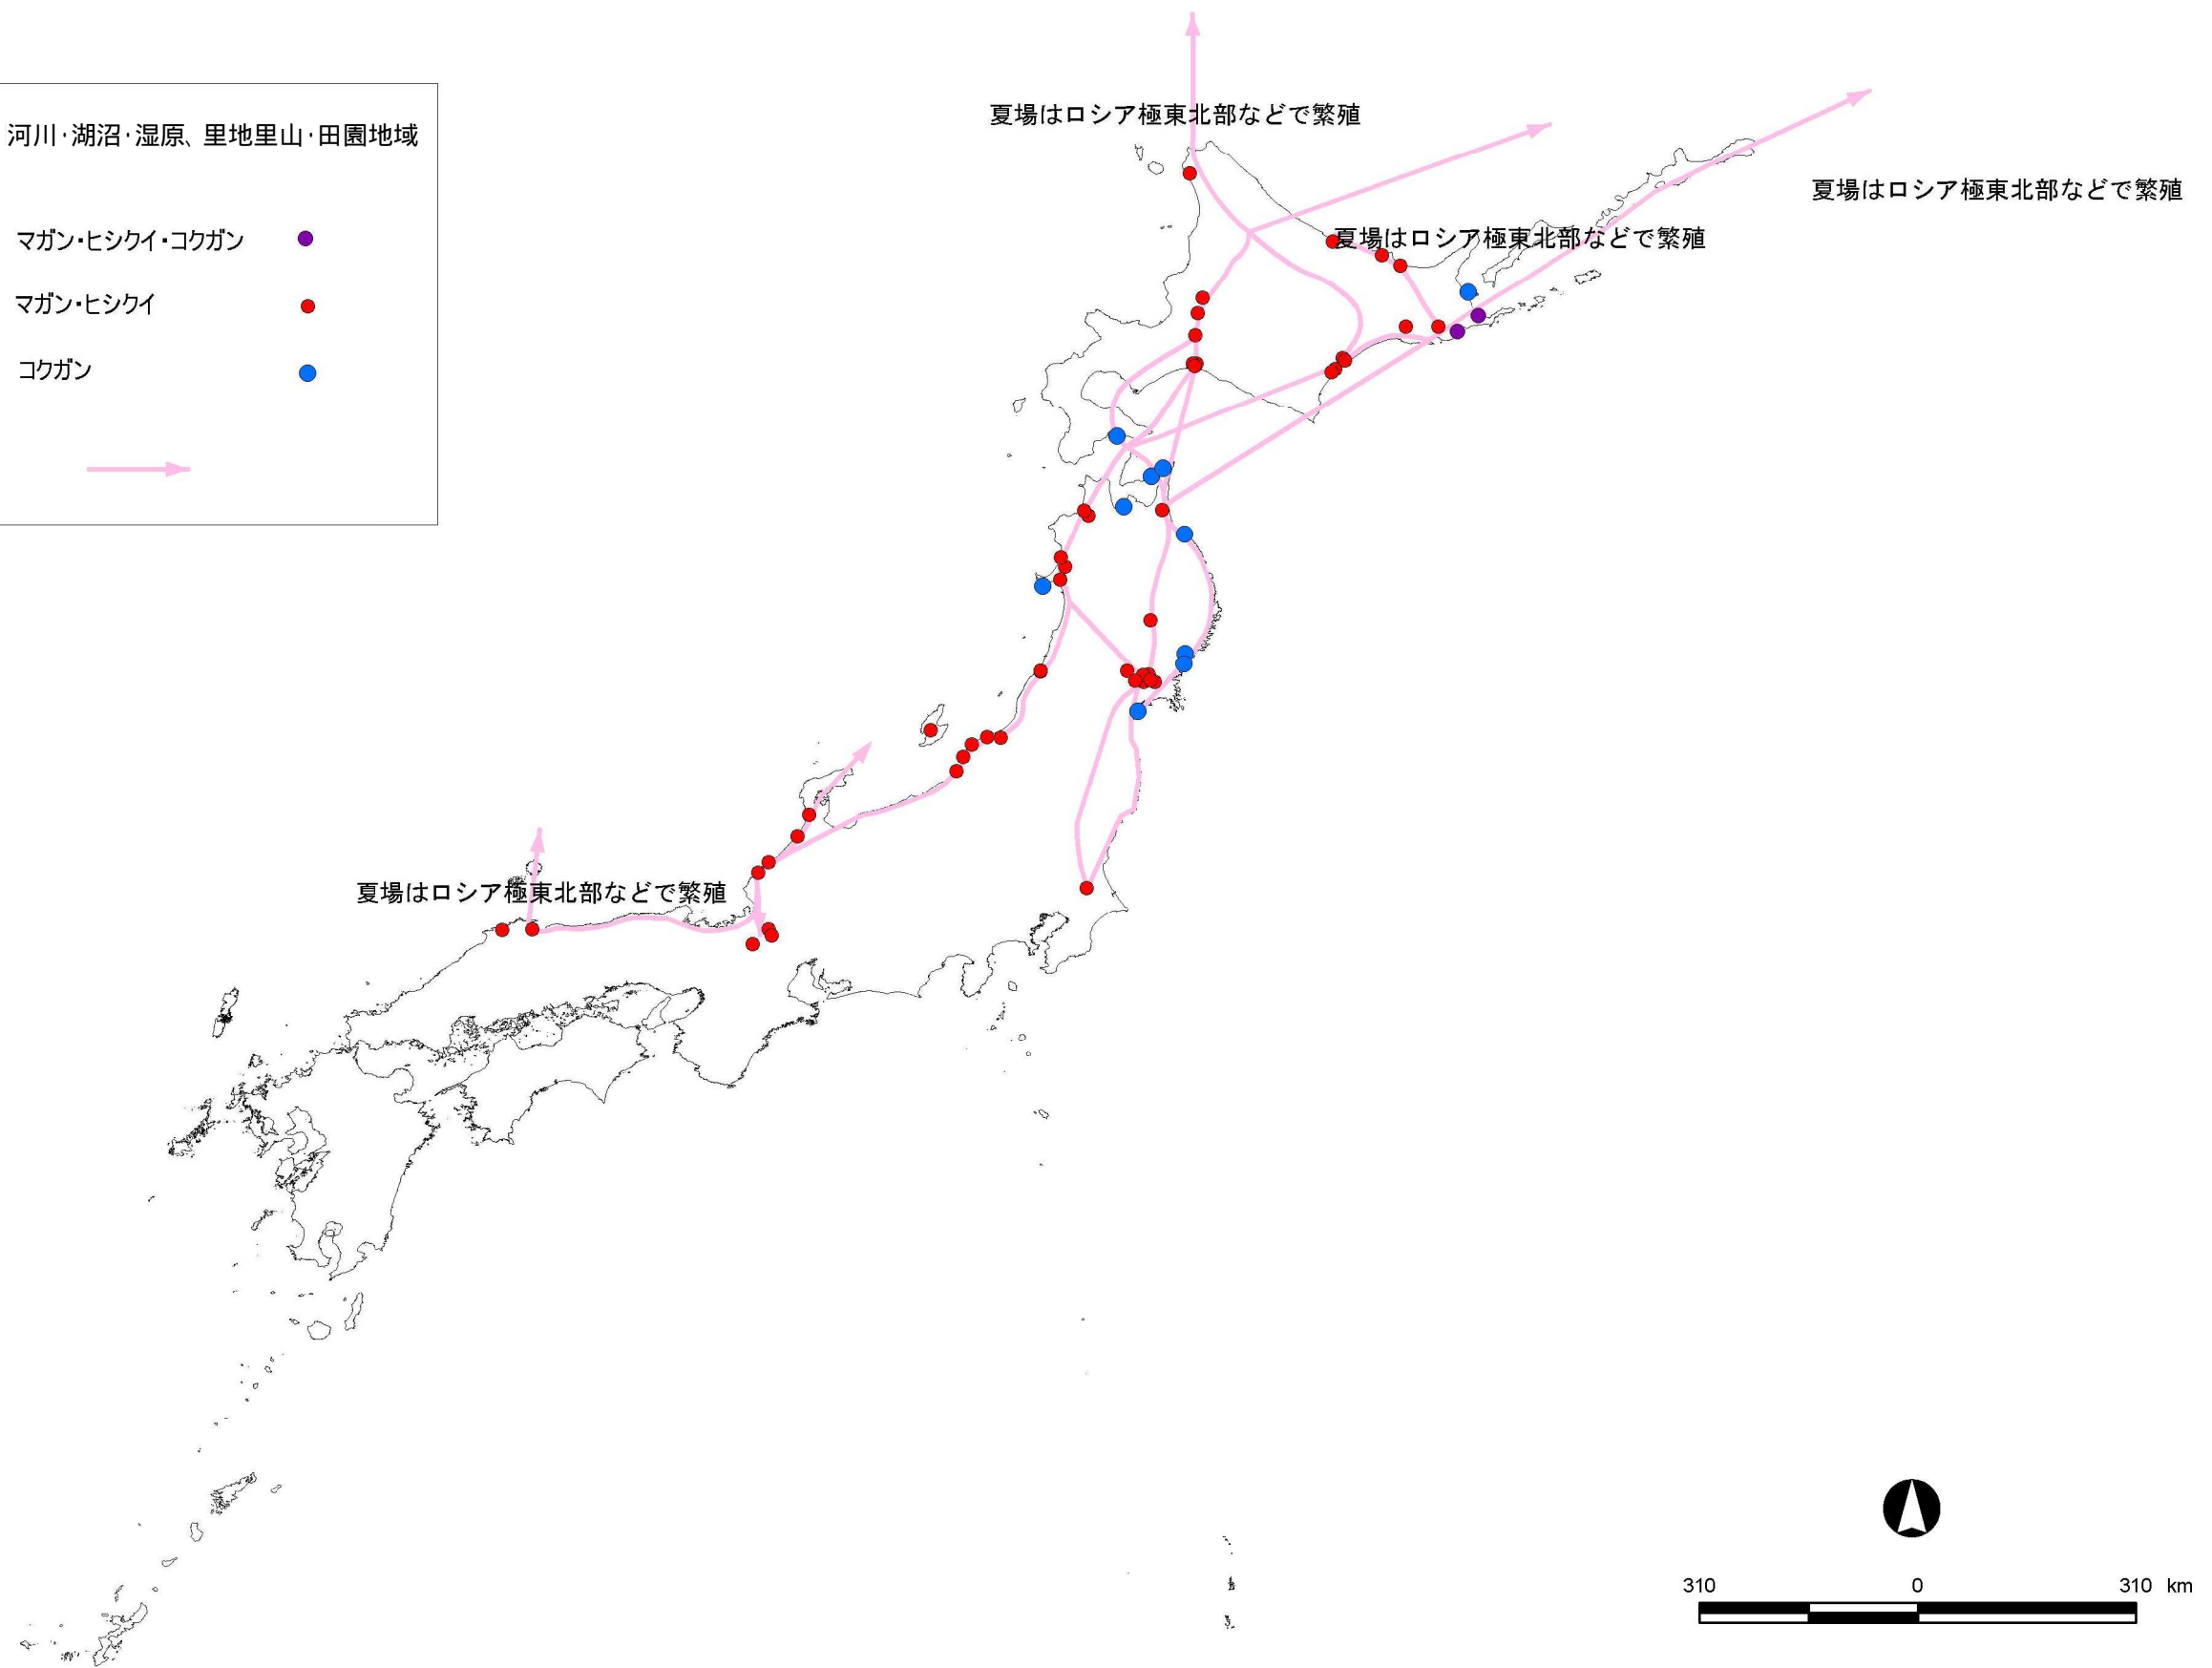 夏場はロシア極東北部などで繁殖
河川・湖沼・湿原、里地里山・田園地域
夏場はロシア極東北部などで繁殖
マガン・ヒシクイ・コクガン
夏場はロシア極東北部などで繁殖
マガン・ヒシクイ
コクガン
夏場はロシア極東北部などで繁殖
310 0 310 km